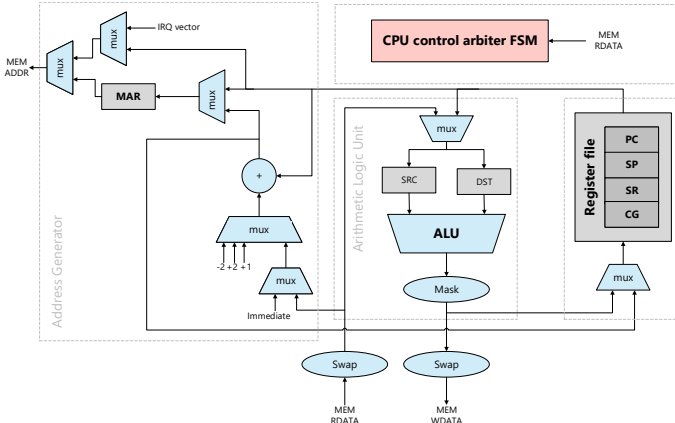 IRQ vector
mux
MEM
ADDR
mux
MAR
mux
CPU control arbiter FSM
MEM
RDATA
Arithmetic Logic Unit
mux
SRC
DST
ALU
Mask
Register file
PC
SP
SR
CG
mux
+
mux
-2 +2 +1
mux
Immediate
Address Generator
Swap
Swap
MEM
RDATA
MEM
WDATA